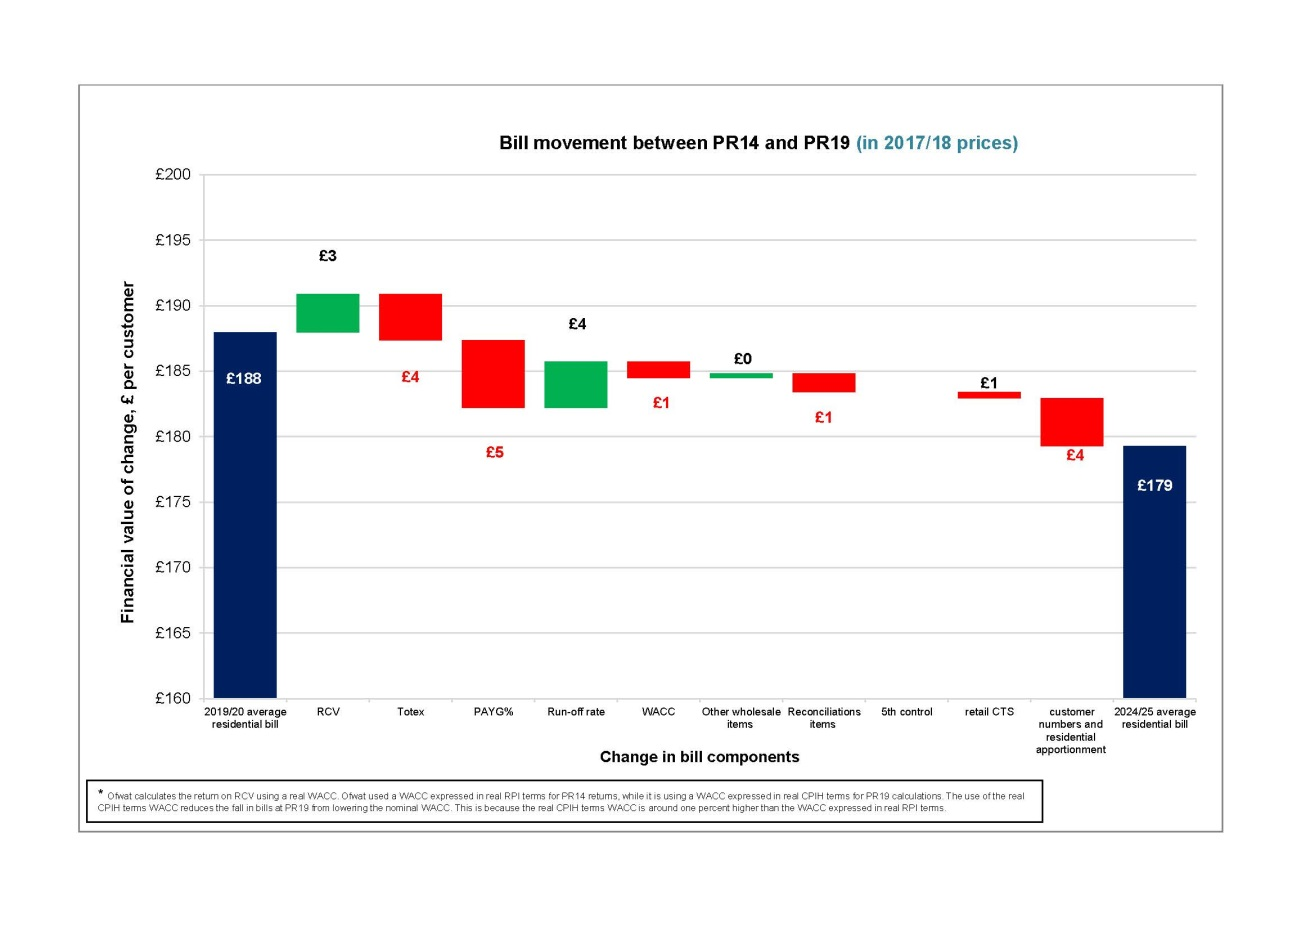 Bill movement between PR14 and PR19 (in 2017/18 prices)
£200
£195
£190
£185
£180
£175
£170
£165
£160
Financial value of change, £ per customer
£188
£3
£4
£5
£4
£1
£0
£1
£1
£4
£179
2019/20 average
residential bill
RCV
Totex
PAYG%
Run-off rate
WACC
Other wholesale
items
Reconciliations
items
5th control
retail CTS
customer
numbers and
residential
apportionment
2024/25 average
residential bill
Change in bill components
* Ofwat calculates the return on RCV using a real WACC. Ofwat used a WACC expressed in real RPI terms for PR14 returns, while it is using a WACC expressed in real CPIH terms for PR19 calculations. The use of the real
CPIH terms WACC reduces the fall in bills at PR19 from lowering the nominal WACC. This is because the real CPIH terms WACC is around one percent higher than the WACC expressed in real RPI terms.